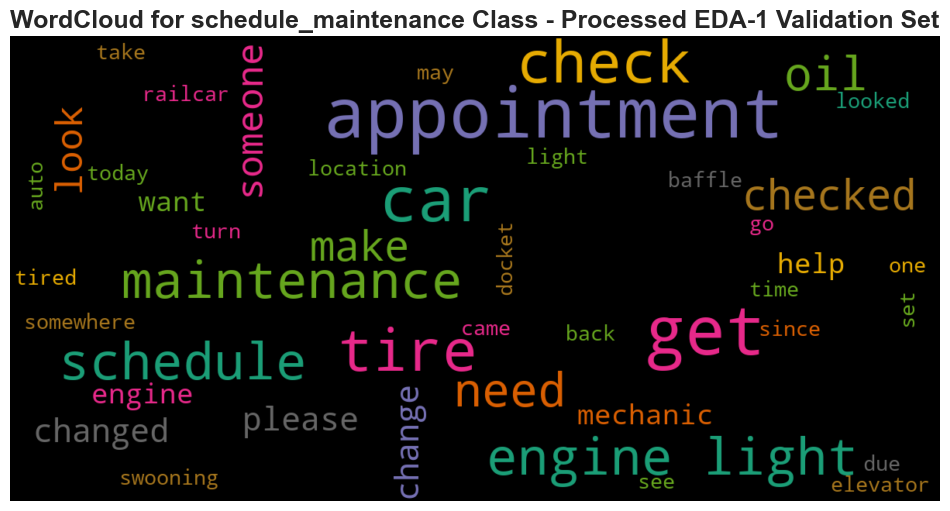 WordCloud for schedule_maintenance Class - Processed EDA-1 Validation Set
take
may
check
oil
railcar
someone
appointment
looked
look
light
auto
today
location
baffle
want
car
checked
turn
make
docket
go
tired
maintenance
help
one
time
set
somewhere
came
back
get
since
schedule
tire
engine
need
changed
please
change
mechanic
swooning
engine light
see
due
elevator